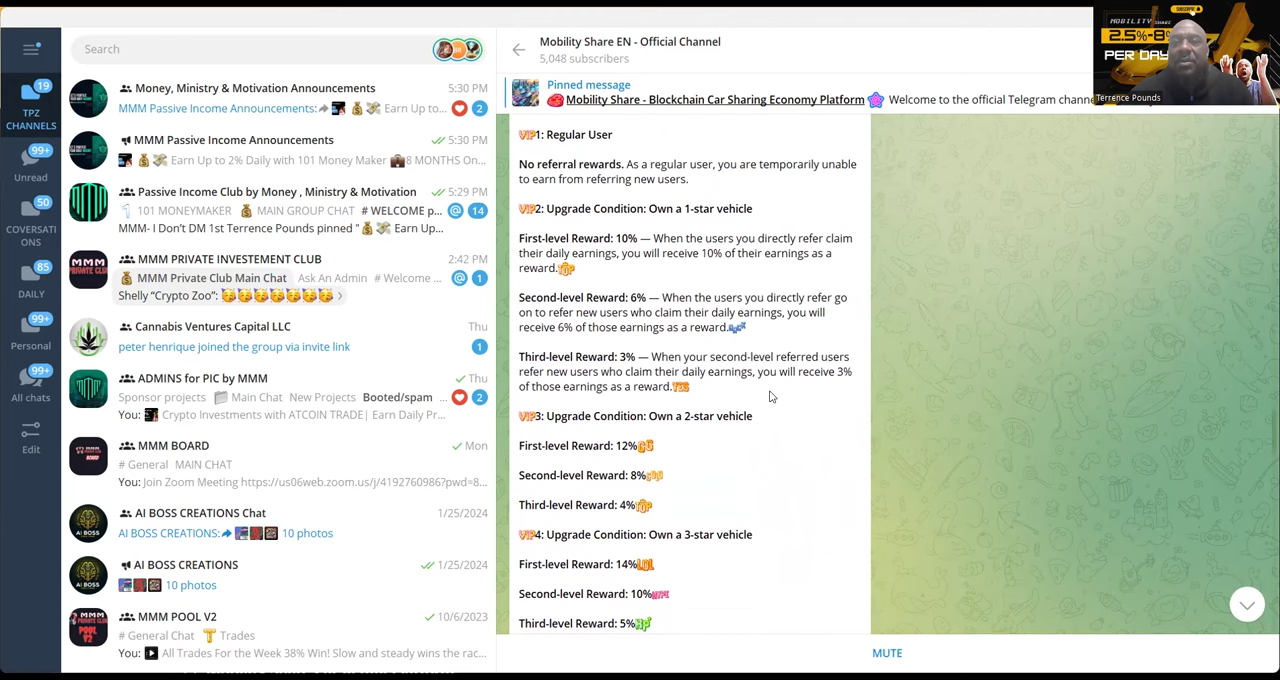 Search
19
TPZ
CHANNELS
99+
Unread
50
COVERSATI
ONS
85
DAILY
99+
Personal
99+
All chats
Edit
Money, Ministry & Motivation Announcements 5:30 PM
MMM Passive Income Announcements: Earn Up to... 2
MMM Passive Income Announcements 5:30 PM
Earn Up to 2% Daily with 101 Money Maker 8 MONTHS On...
Passive Income Club by Money , Ministry & Motivation 5:29 PM
101 MONEYMAKER MAIN GROUP CHAT # WELCOME p... @ 14
MMM- I Don’t DM 1st Terrence Pounds pinned " Earn Up...
MMM PRIVATE INVESTEMENT CLUB 2:42 PM
MMM Private Club Main Chat Ask An Admin # Welcome ... @ 1
Shelly “Crypto Zoo”:
Cannabis Ventures Capital LLC Thu
peter henrique joined the group via invite link 1
ADMINS for PIC by MMM Thu
Sponsor projects Main Chat New Projects Booted/spam ... 2
You: Crypto Investments with ATCOIN TRADE| Earn Daily Pr...
MMM BOARD Mon
# General MAIN CHAT
You: Join Zoom Meeting https://us06web.zoom.us/j/4192760986?pwd=8...
AI BOSS CREATIONS Chat 1/25/2024
AI BOSS CREATIONS: 10 photos
AI BOSS CREATIONS 1/25/2024
10 photos
MMM POOL V2 10/6/2023
# General Chat Trades
You: All Trades For the Week 38% Win! Slow and steady wins the rac...
Mobility Share EN - Official Channel
5,048 subscribers
Pinned message
Mobility Share - Blockchain Car Sharing Economy Platform Welcome to the official Telegram channe
VIP1: Regular User
No referral rewards. As a regular user, you are temporarily unable
to earn from referring new users.
VIP2: Upgrade Condition: Own a 1-star vehicle
First-level Reward: 10% — When the users you directly refer claim
their daily earnings, you will receive 10% of their earnings as a
reward.TOP
Second-level Reward: 6% — When the users you directly refer go
on to refer new users who claim their daily earnings, you will
receive 6% of those earnings as a reward.
Third-level Reward: 3% — When your second-level referred users
refer new users who claim their daily earnings, you will receive 3%
of those earnings as a reward.YES
VIP3: Upgrade Condition: Own a 2-star vehicle
First-level Reward: 12%GG
Second-level Reward: 8%
Third-level Reward: 4%TOP
VIP4: Upgrade Condition: Own a 3-star vehicle
First-level Reward: 14%LOL
Second-level Reward: 10%HYPE
Third-level Reward: 5%
MUTE
SUBSCRIBE
MOBILITY SHARE
2.5%-8%
PER DAY
Terrence Pounds